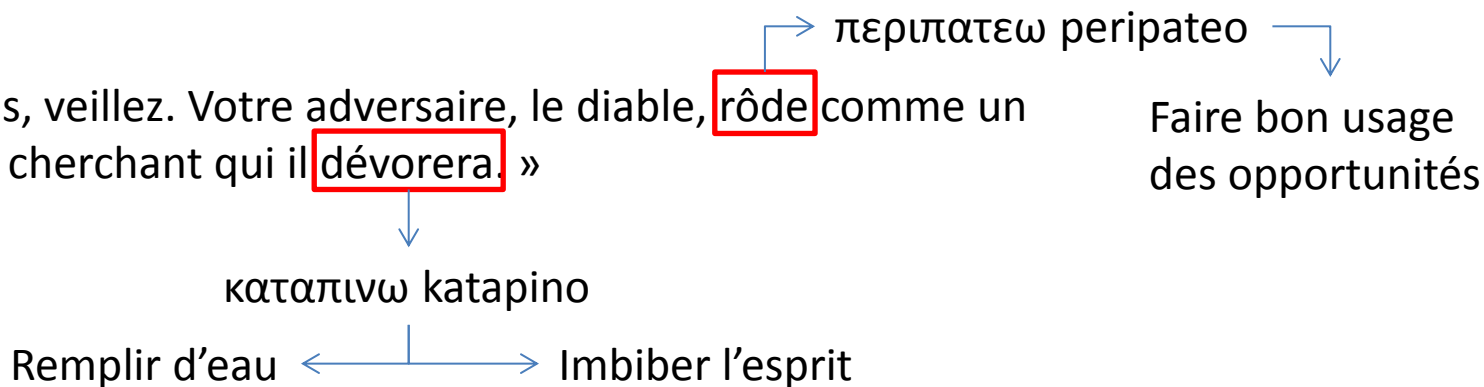 περιπατεω peripateo
s, veillez. Votre adversaire, le diable, rôde comme un
cherchant qui il dévorera. »
Faire bon usage
des opportunités
καταπινω katapino
Remplir d’eau
Imbiber l’esprit